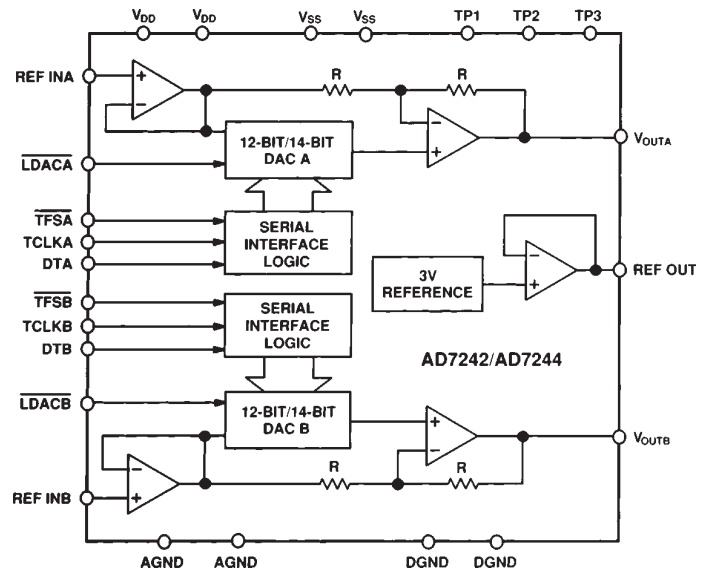 VDD VDD VSS VSS TP1 TP2 TP3
REF INA
R R
12-BIT/14-BIT
DAC A
VOUTA
LDACA
TFSA
TCLKA
DTA
SERIAL
INTERFACE
LOGIC
3V
REFERENCE
REF OUT
TFSB
TCLKB
DTB
SERIAL
INTERFACE
LOGIC
AD7242/AD7244
LDACB
12-BIT/14-BIT
DAC B
VOUTB
R R
REF INB
AGND AGND DGND DGND